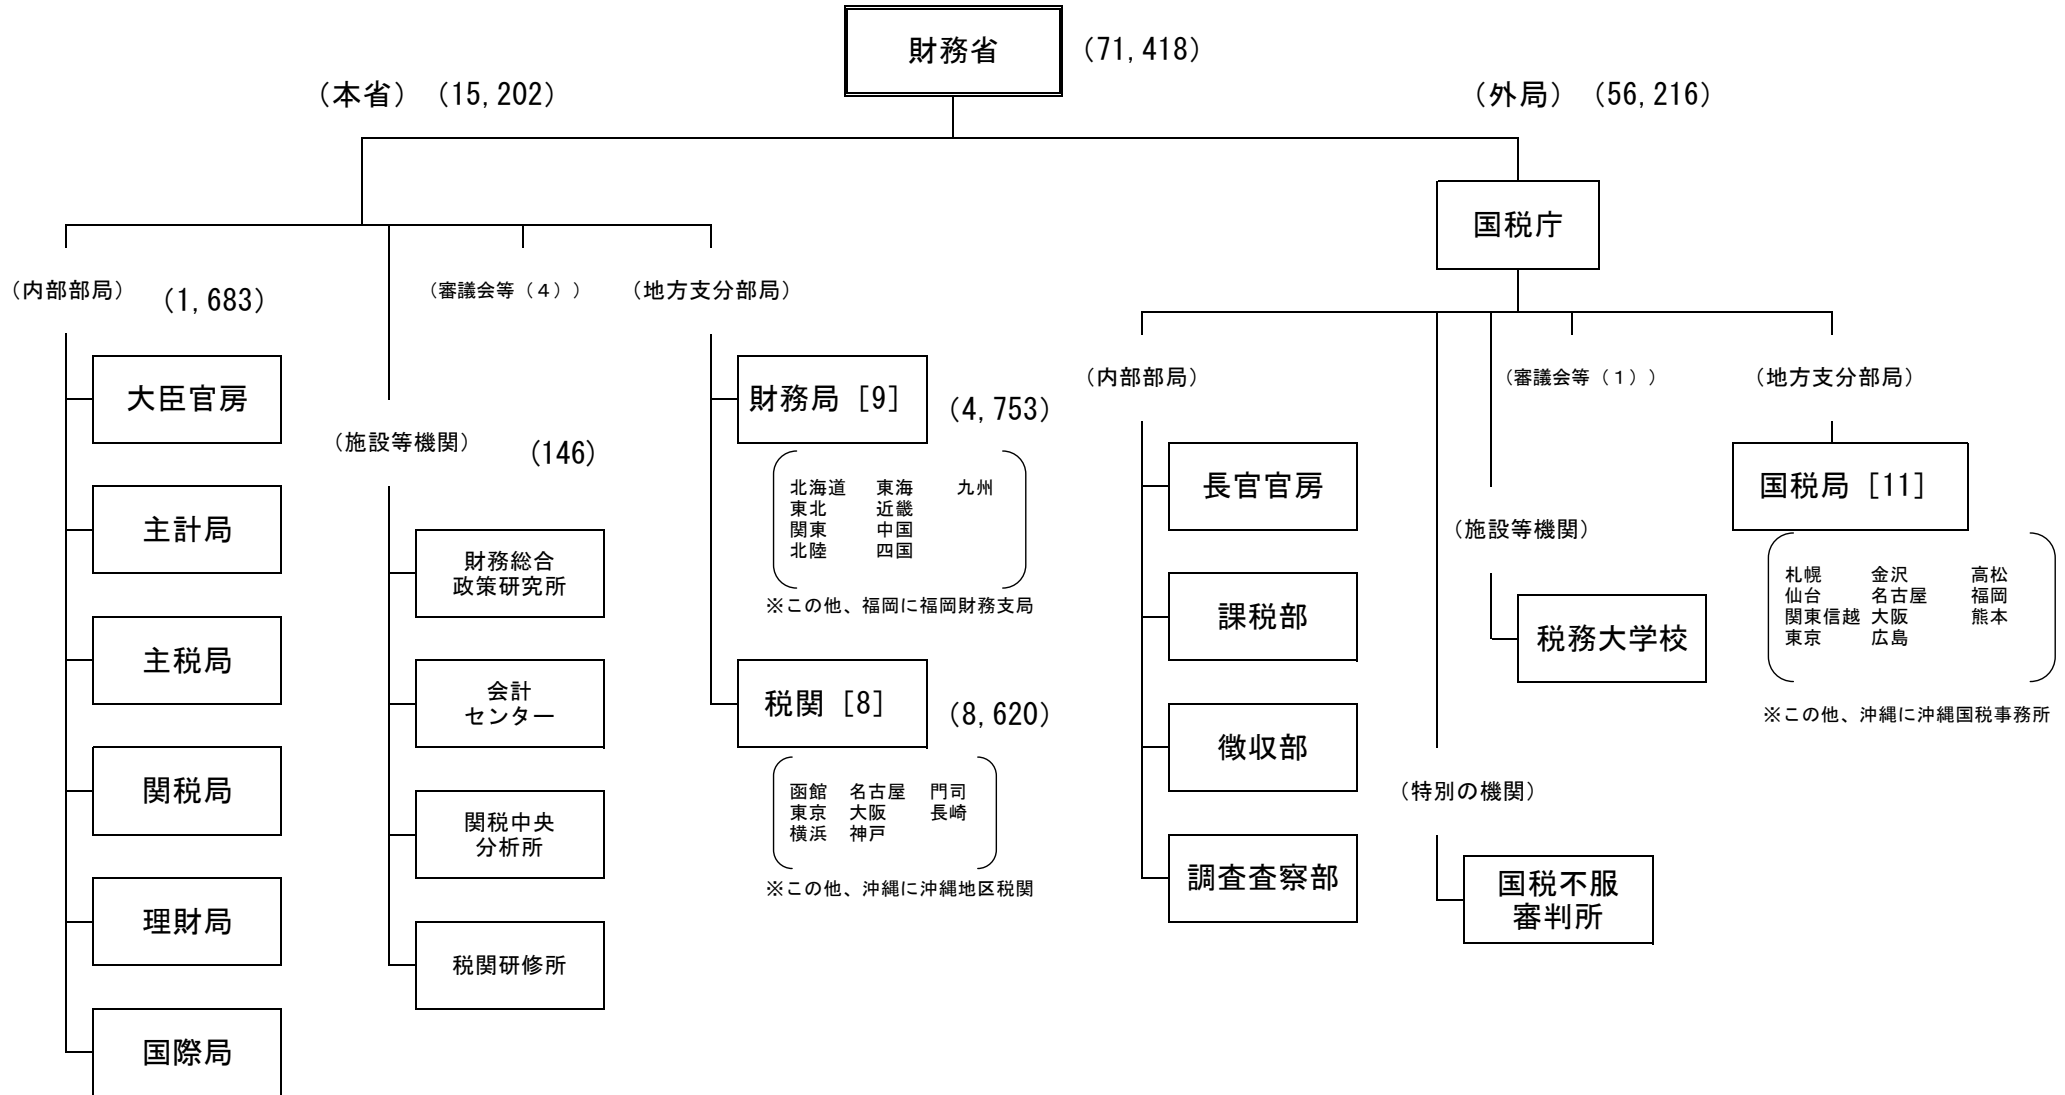 財務省
（71,418）
（本省）（15,202）
（外局）（56,216）
国税庁
（内部部局）
（1,683）
大臣官房
主計局
主税局
関税局
理財局
国際局
（施設等機関）
（146）
財務総合
政策研究所
会計
センター
関税中央
分析所
税関研修所
（審議会等（４））
（地方支分部局）
財務局［9］
（4,753）
北海道　東海　九州
東北　近畿
関東　中国
北陸　四国
※この他、福岡に福岡財務支局
税関［8］
（8,620）
函館　名古屋　門司
東京　大阪　長崎
横浜　神戸
※この他、沖縄に沖縄地区税関
（内部部局）
長官官房
課税部
徴収部
調査査察部
（特別の機関）
国税不服
審判所
（施設等機関）
税務大学校
（審議会等（１））
（地方支分部局）
国税局［11］
札幌　金沢　高松
仙台　名古屋　福岡
関東信越　大阪　熊本
東京　広島
※この他、沖縄に沖縄国税事務所